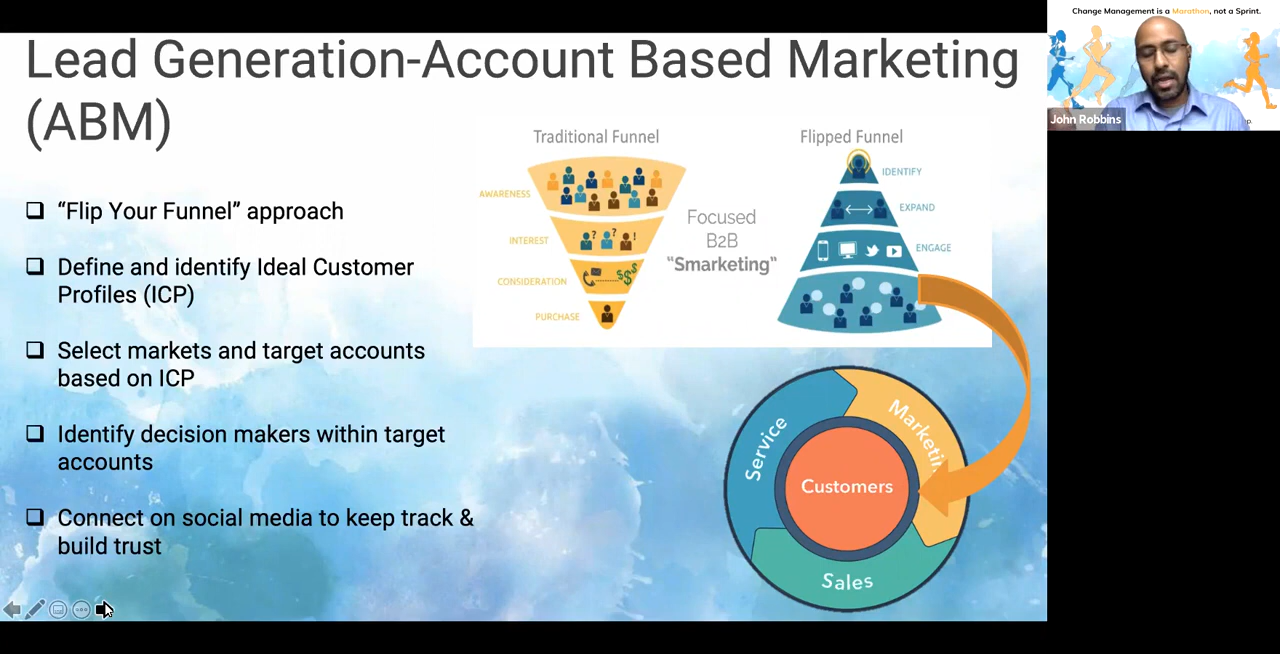 Lead Generation-Account Based Marketing
(ABM)
“Flip Your Funnel” approach
Define and identify Ideal Customer
Profiles (ICP)
Select markets and target accounts
based on ICP
Identify decision makers within target
accounts
Connect on social media to keep track &
build trust
Traditional Funnel
AWARENESS
INTEREST
? ? !
CONSIDERATION
$$$
PURCHASE
Focused
B2B
“Smarketing”
Flipped Funnel
IDENTIFY
EXPAND
ENGAGE
Service
Marketin
Customers
Sales
Change Management is a Marathon, not a Sprint.
John Robbins